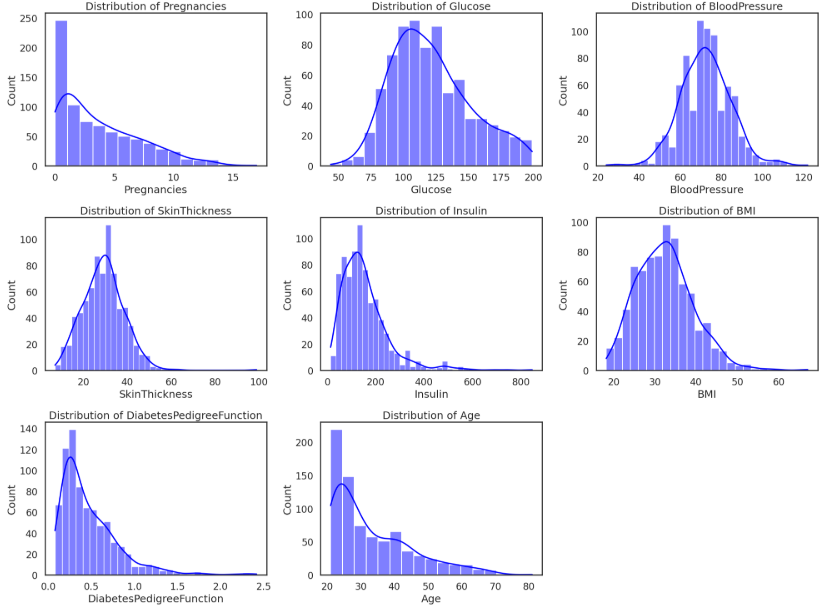 Distribution of Pregnancies
250
200
150
100
50
0
Count
0 5 10 15
Pregnancies
Distribution of Glucose
100
80
60
40
20
0
Count
50 75 100 125 150 175 200
Glucose
Distribution of BloodPressure
100
80
60
40
20
0
Count
20 40 60 80 100 120
BloodPressure
Distribution of SkinThickness
100
80
60
40
20
0
Count
20 40 60 80 100
SkinThickness
Distribution of Insulin
100
80
60
40
20
0
Count
0 200 400 600 800
Insulin
Distribution of BMI
100
80
60
40
20
0
Count
20 30 40 50 60
BMI
Distribution of DiabetesPedigreeFunction
140
120
100
80
60
40
20
0
Count
0.0 0.5 1.0 1.5 2.0 2.5
DiabetesPedigreeFunction
Distribution of Age
200
150
100
50
0
Count
20 30 40 50 60 70 80
Age